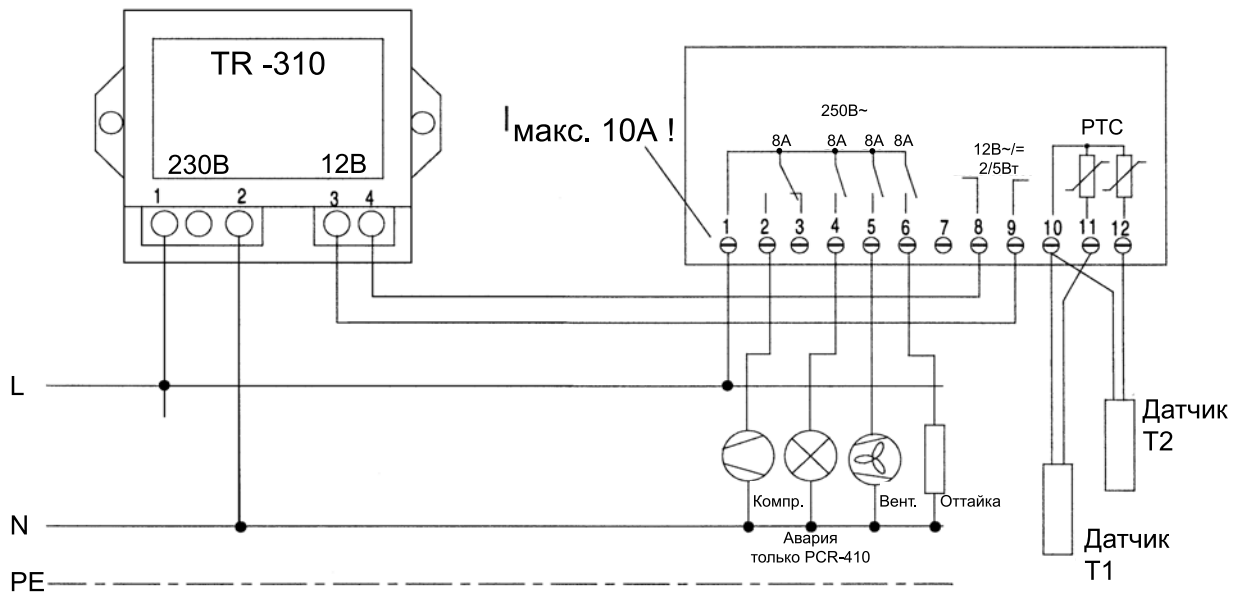 TR -310
230В 12В
1 2 3 4
Iмакс. 10А !
250В~
8А 8А 8А 8А
12В~/=
2/5Вт
PTC
1 2 3 4 5 6 7 8 9 10 11 12
L
Датчик
T2
Компр. Вент. Оттайка
N
Авария
только PCR-410
Датчик
T1
PE